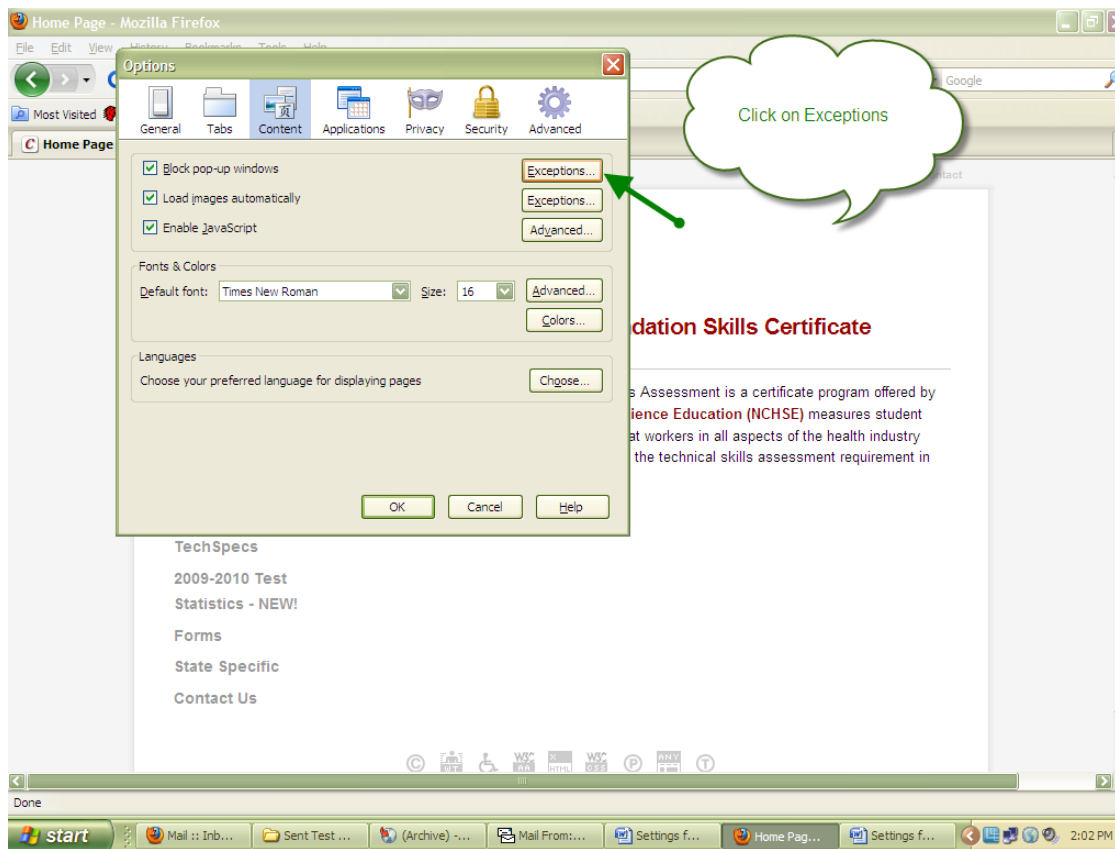 Home Page - Mozilla Firefox
File Edit View History Bookmarks Tools Help
Options
Google
Most Visited
General Tabs Content Applications Privacy Security Advanced
Click on Exceptions
C Home Page
Block pop-up windows Exceptions...
Load images automatically Exceptions...
Enable JavaScript Advanced...
Fonts & Colors
Default font: Times New Roman Size: 16 Advanced...
Colors...
dation Skills Certificate
Languages
Choose your preferred language for displaying pages Choose...
s Assessment is a certificate program offered by
ience Education (NCHSE) measures student
at workers in all aspects of the health industry
the technical skills assessment requirement in
OK Cancel Help
TechSpecs
2009-2010 Test
Statistics - NEW!
Forms
State Specific
Contact Us
Done
start Mail :: Inb... Sent Test ... (Archive) -... Mail From:... Settings f... Home Pag... Settings f... 2:02 PM